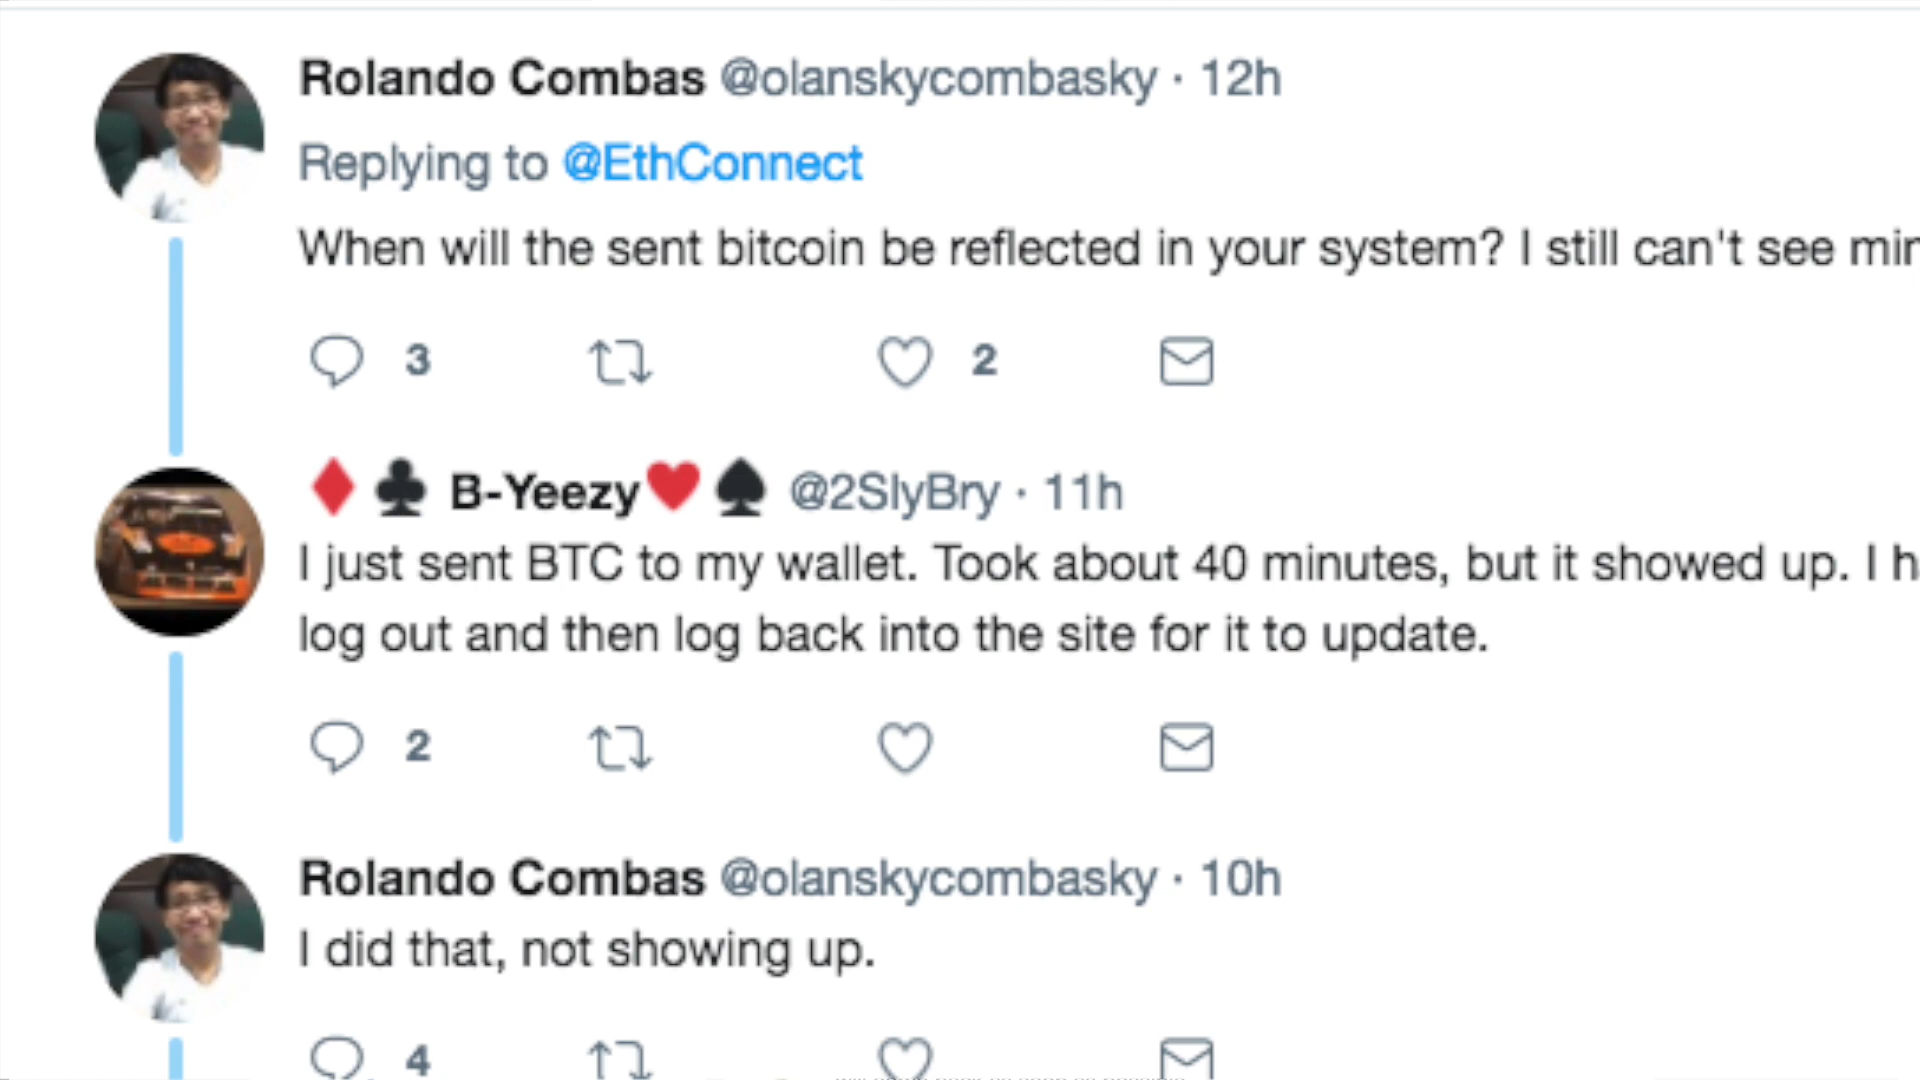 Rolando Combas @olanskycombasky · 12h
Replying to @EthConnect
When will the sent bitcoin be reflected in your system? I still can't see
3 2
♦️♣️ B-Yeezy❤️♠️ @2SlyBry · 11h
I just sent BTC to my wallet. Took about 40 minutes, but it showed up. I
log out and then log back into the site for it to update.
2
Rolando Combas @olanskycombasky · 10h
I did that, not showing up.
4